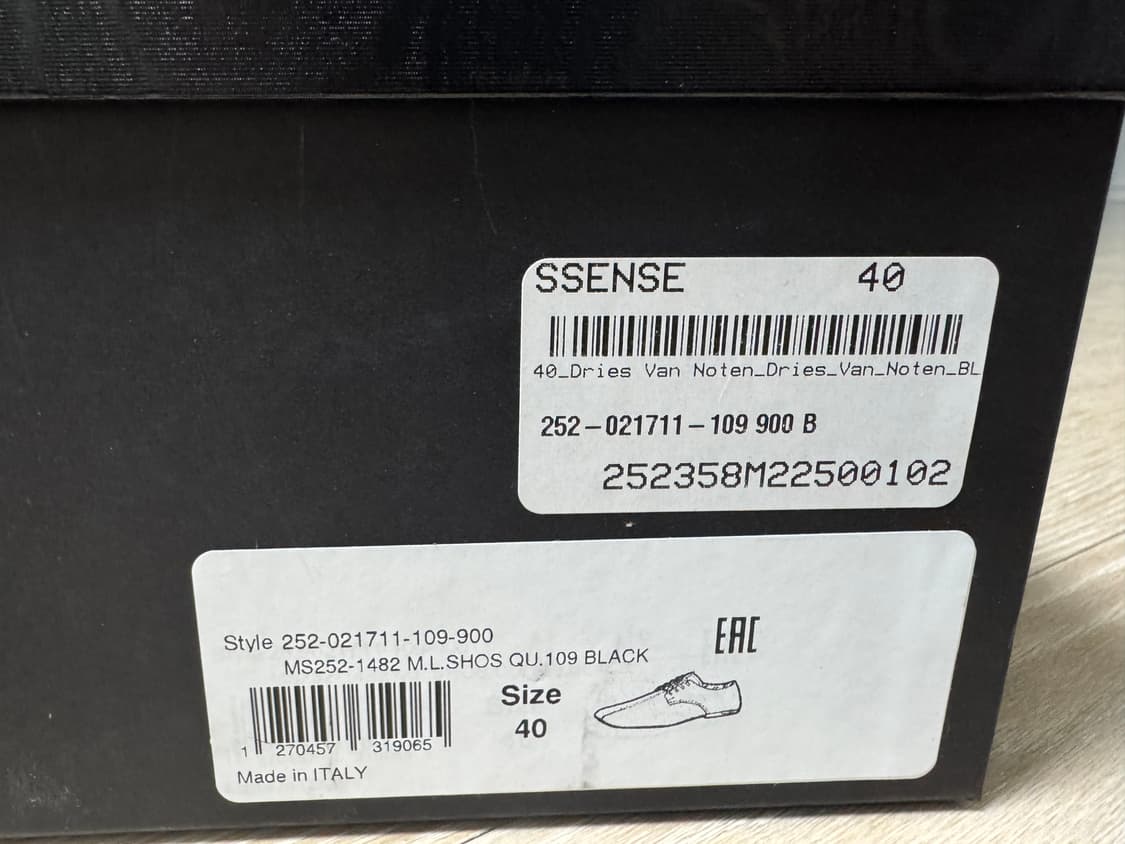 SSENSE 40
40_Dries Van Noten_Dries_Van_Noten_BL
252-021711-109 900 B
252358M22500102
Style 252-021711-109-900
MS252-1482 M.L.SHOS QU.109 BLACK
EAC
Size
40
1 270457 319065
Made in ITALY